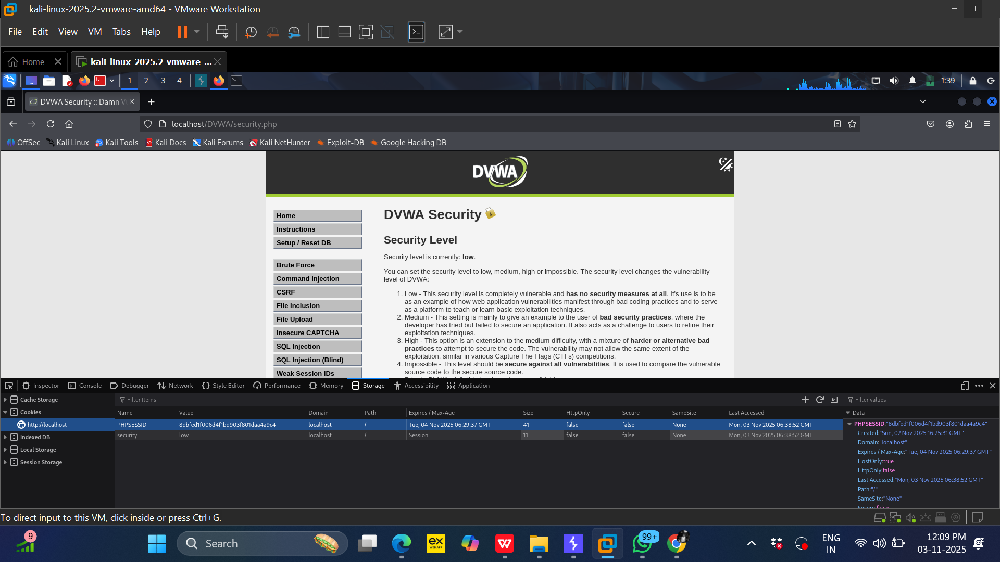 kali-linux-2025.2-vmware-amd64 - VMware Workstation
File Edit View VM Tabs Help
Home
kali-linux-2025.2-vmware-...
1 2 3 4
1:39
DVWA Security :: Damn
localhost/DVWA/security.php
OffSec Kali Linux Kali Tools Kali Docs Kali Forums Kali NetHunter Exploit-DB Google Hacking DB
DVWA
Home
Instructions
Setup / Reset DB
Brute Force
Command Injection
CSRF
File Inclusion
File Upload
Insecure CAPTCHA
SQL Injection
SQL Injection (Blind)
Weak Session IDs
DVWA Security
Security Level
Security level is currently: low.
You can set the security level to low, medium, high or impossible. The security level changes the vulnerability
level of DVWA:
1. Low - This security level is completely vulnerable and has no security measures at all. It's use is to be
as an example of how web application vulnerabilities manifest through bad coding practices and to serve
as a platform to teach or learn basic exploitation techniques.
2. Medium - This setting is mainly to give an example to the user of bad security practices, where the
developer has tried but failed to secure an application. It also acts as a challenge to users to refine their
exploitation techniques.
3. High - This option is an extension to the medium difficulty, with a mixture of harder or alternative bad
practices to attempt to secure the code. The vulnerability may not allow the same extent of the
exploitation, similar in various Capture The Flags (CTFs) competitions.
4. Impossible - This level should be secure against all vulnerabilities. It is used to compare the vulnerable
source code to the secure source code.
Inspector Console Debugger Network Style Editor Performance Memory Storage Accessibility Application
Cache Storage
Cookies
http://localhost
Indexed DB
Local Storage
Session Storage
Filter Items
Name Value Domain Path Expires / Max-Age Size HttpOnly Secure SameSite Last Accessed
PHPSESSID 8dbfed1f006d4f1bd903f801daa4a9c4 localhost / Tue, 04 Nov 2025 06:29:37 GMT 41 false false None Mon, 03 Nov 2025 06:38:52 GMT
security low localhost / Session 11 false false None Mon, 03 Nov 2025 06:38:52 GMT
Filter values
Data
PHPSESSID:"8dbfed1f006d4f1bd903f801daa4a9c4"
Created:"Sun, 02 Nov 2025 16:25:31 GMT"
Domain:"localhost"
Expires / Max-Age:"Tue, 04 Nov 2025 06:29:37 GMT"
HostOnly:true
HttpOnly:false
Last Accessed:"Mon, 03 Nov 2025 06:38:52 GMT"
Path:"/"
SameSite:"None"
Secure:false
To direct input to this VM, click inside or press Ctrl+G.
9
Search
ex
WEB APP
W
99+
ENG
IN
12:09 PM
03-11-2025